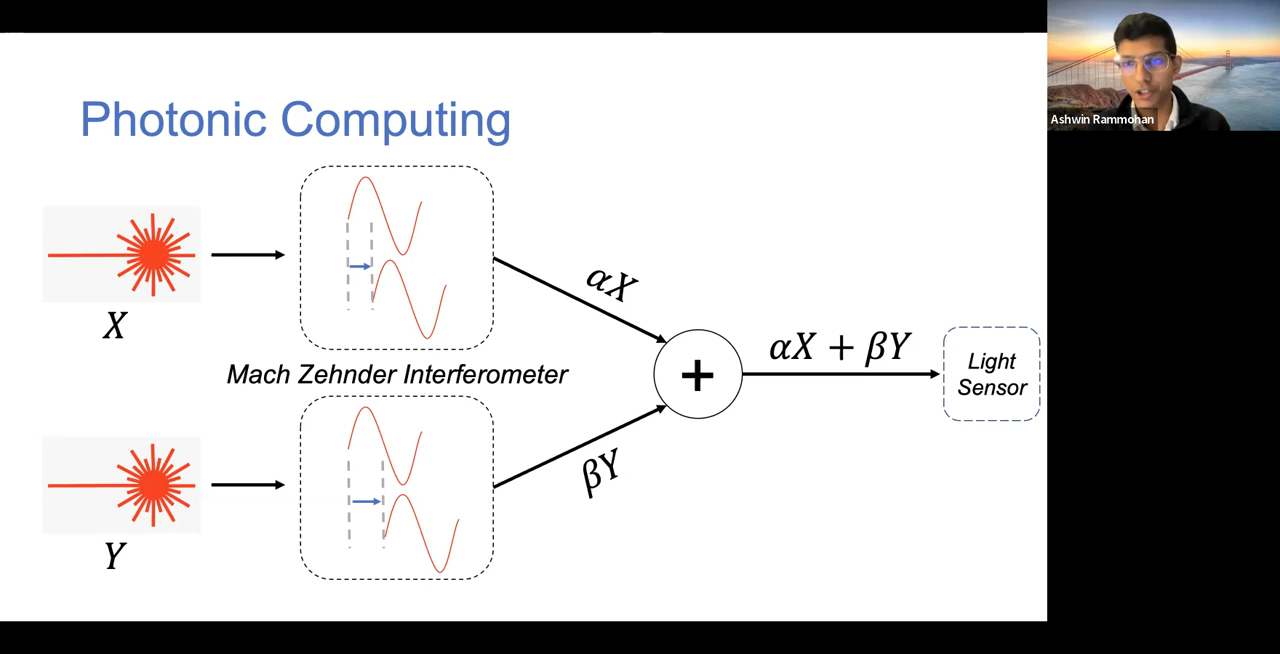 Photonic Computing
Ashwin Rammohan
X
αX
Mach Zehnder Interferometer
+
αX + βY
Light
Sensor
βY
Y